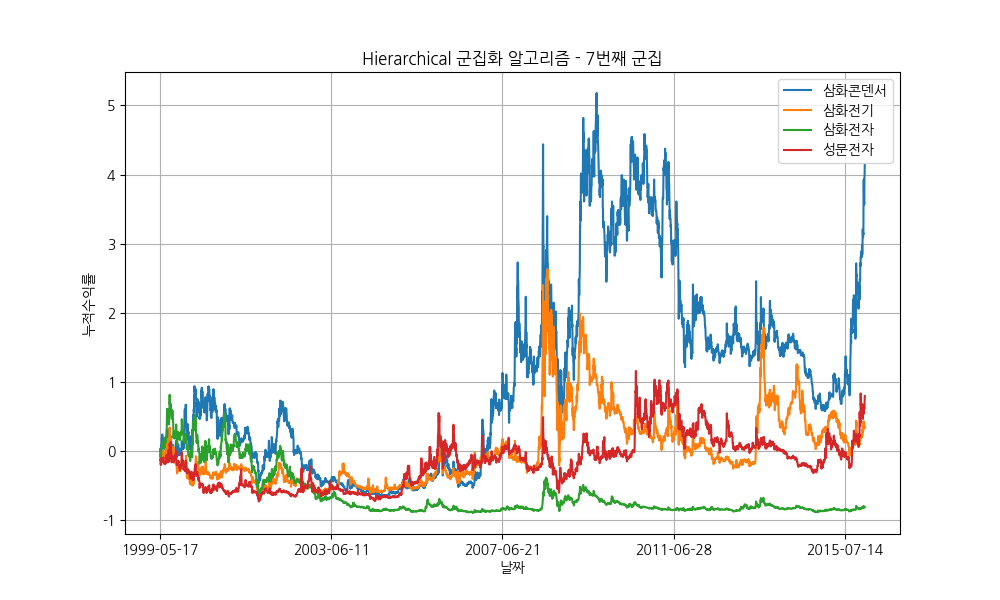 Hierarchical 군집화 알고리즘 - 7번째 군집
삼화콘덴서
삼화전기
삼화전자
성문전자
누적수익률
5
4
3
2
1
0
-1
1999-05-17
2003-06-11
2007-06-21
2011-06-28
2015-07-14
날짜